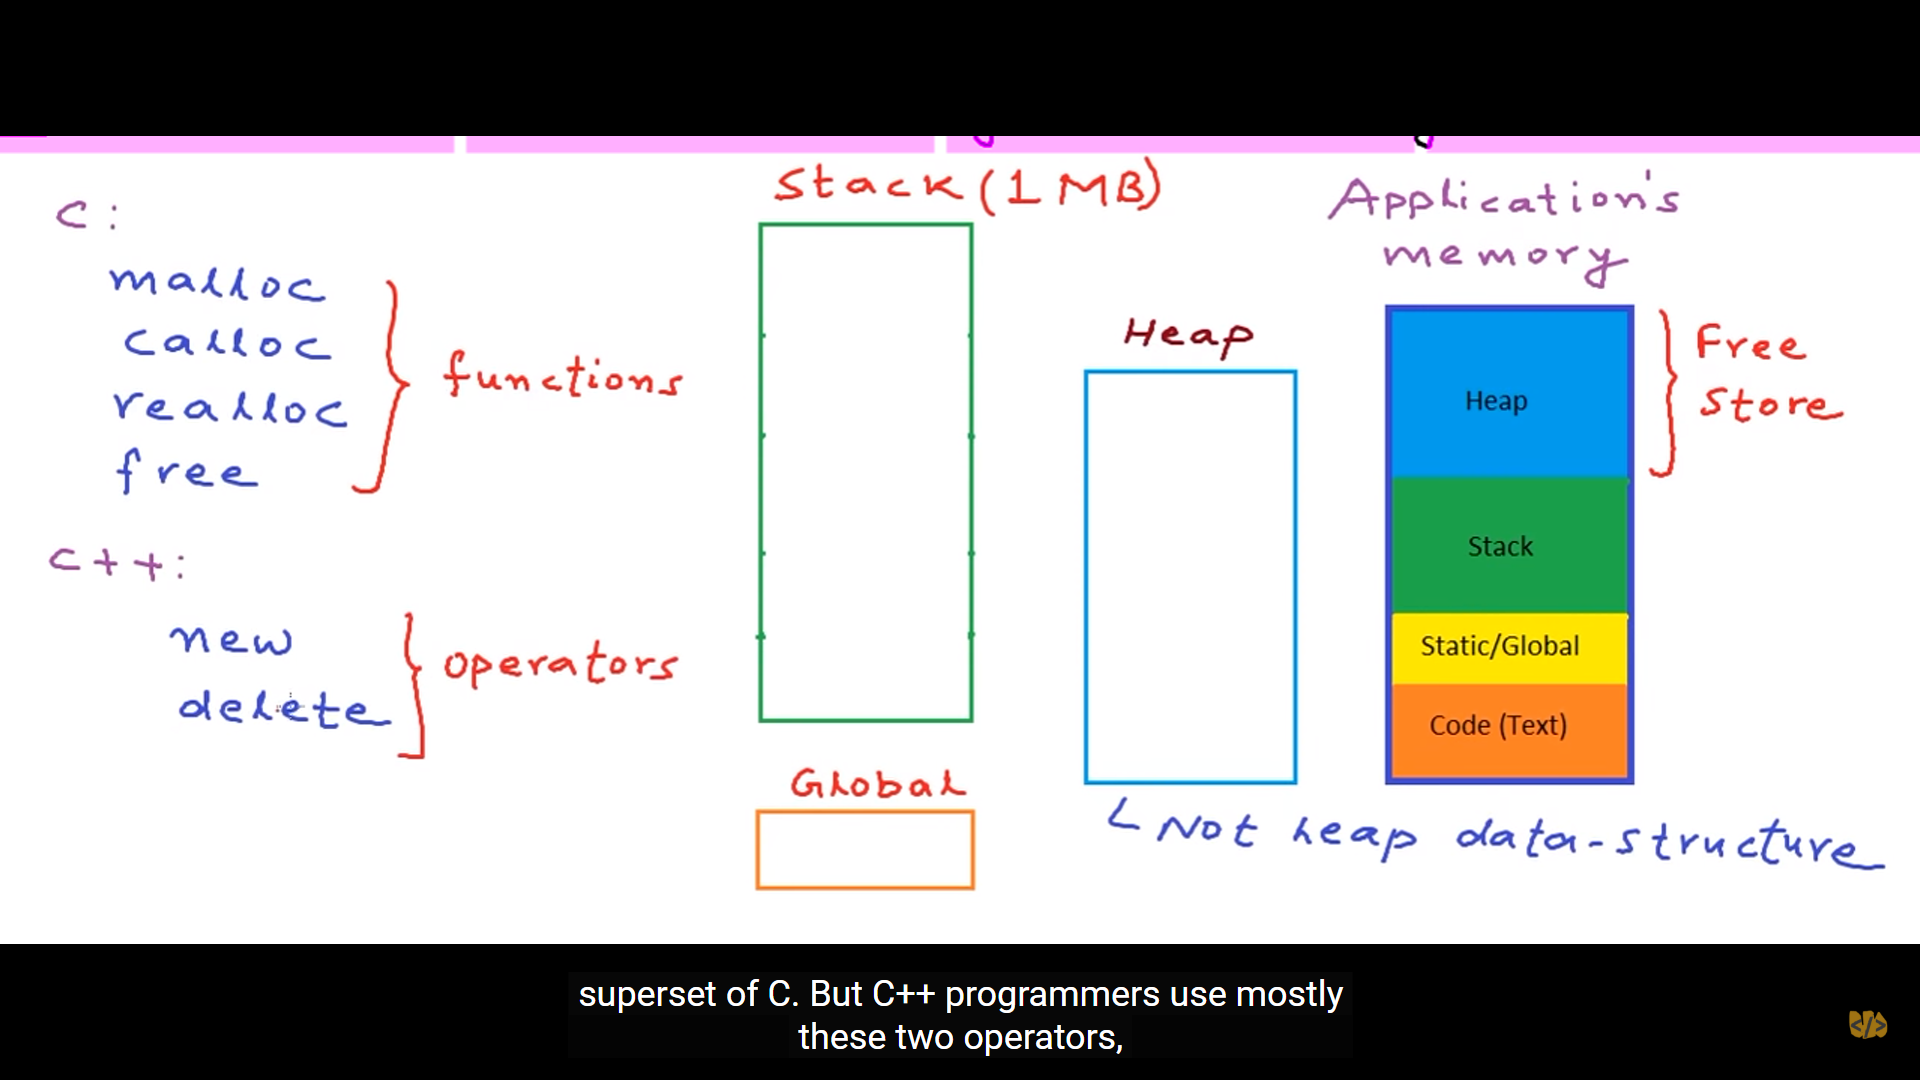 C:
malloc
calloc
realloc
free
functions
C++:
new
delete
operators
Stack (1 MB)
Global
Heap
Not heap data-structure
Application's
memory
Heap
Stack
Static/Global
Code (Text)
Free
Store
superset of C. But C++ programmers use mostly
these two operators,